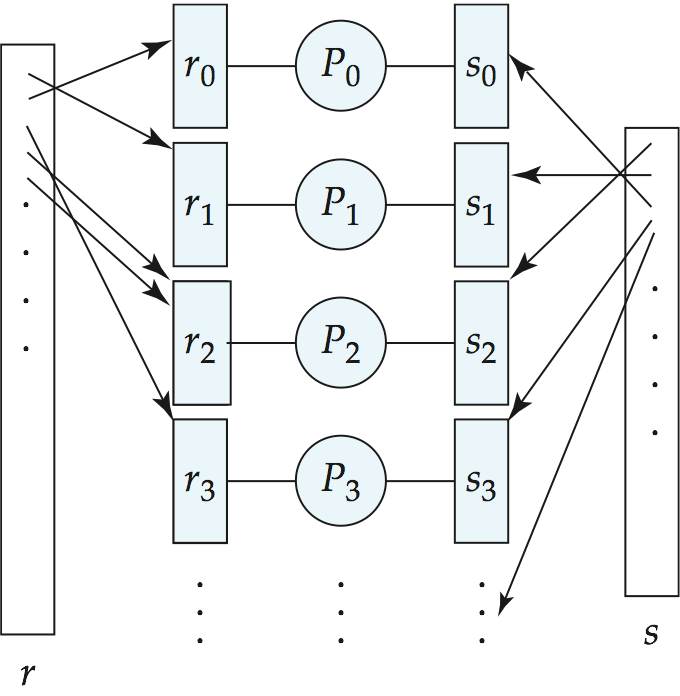 r₀ P₀ s₀
r₁ P₁ s₁
r₂ P₂ s₂
r₃ P₃ s₃
s
r